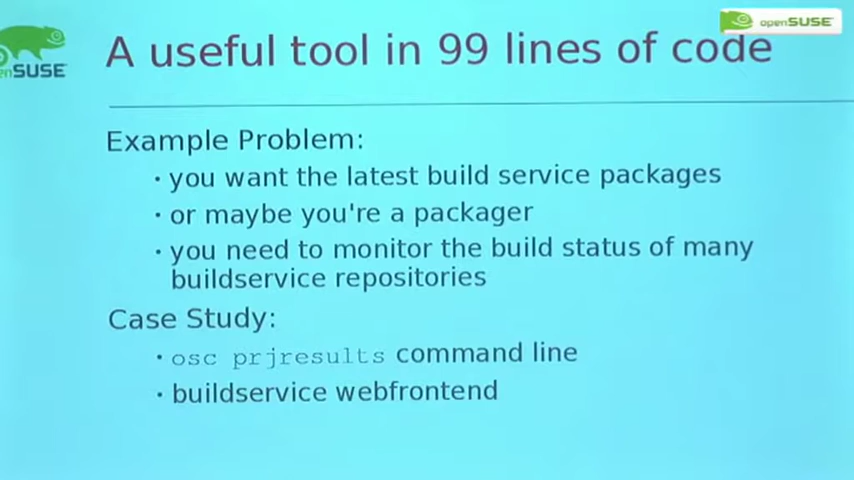 openSUSE
A useful tool in 99 lines of code
enSUSE
Example Problem:
· you want the latest build service packages
· or maybe you're a packager
· you need to monitor the build status of many
buildservice repositories
Case Study:
· osc prjresults command line
· buildservice webfrontend